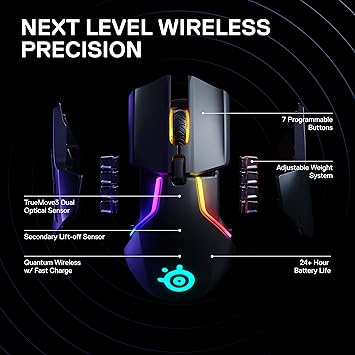 NEXT LEVEL WIRELESS
PRECISION
7 Programmable
Buttons
Adjustable Weight
System
TrueMove3 Dual
Optical Sensor
Secondary Lift-off Sensor
Quantum Wireless
w/ Fast Charge
24+ Hour
Battery Life